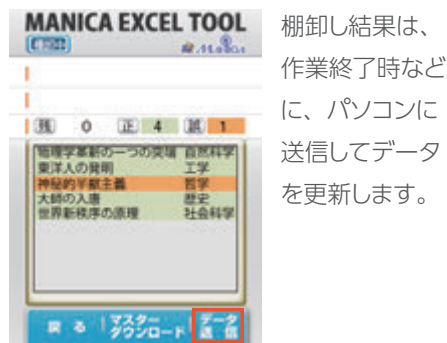 MANICA EXCEL TOOL
残 0 正 4 誤 1
物理学革新の一つの突端 自然科学
東洋人の発明 工学
神秘的半獣主義 哲学
大師の入唐 歴史
世界新秩序の原理 社会科学
戻る
マスター
ダウンロード
データ
送信
棚卸し結果は、
作業終了時など
に、パソコンに
送信してデータ
を更新します。